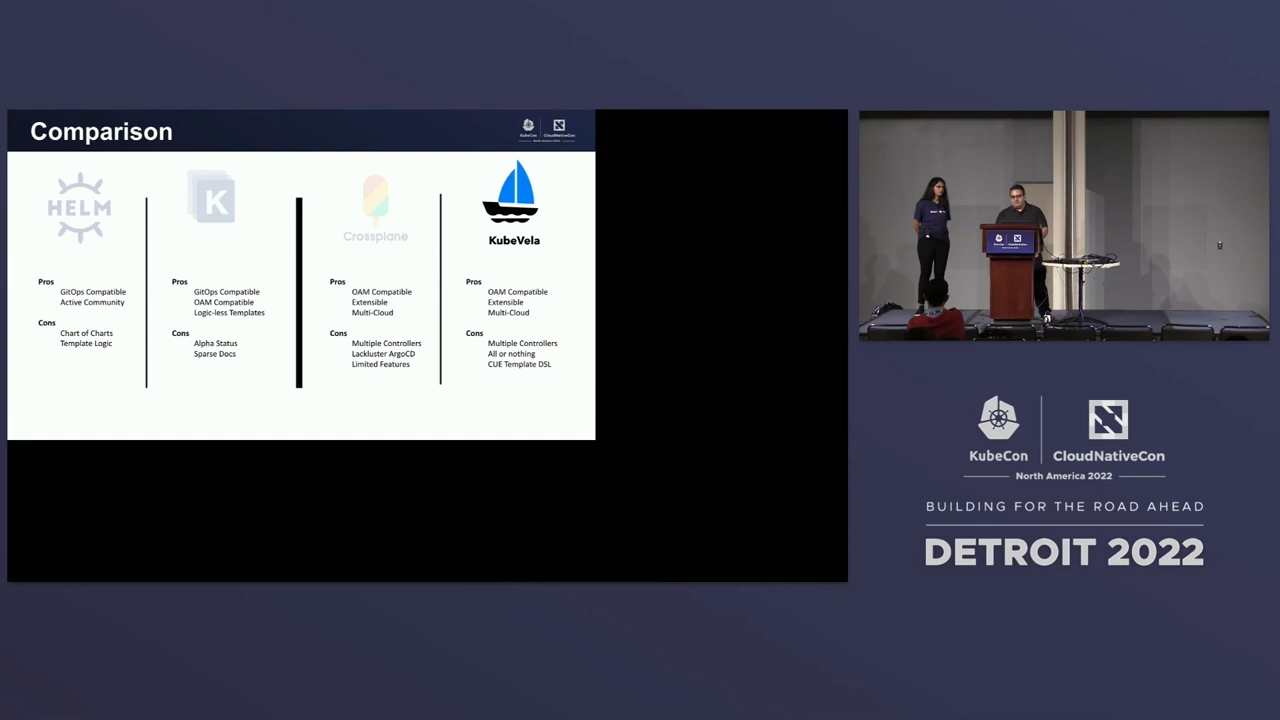 Comparison
KubeCon
CloudNativeCon
HELM
K
Crossplane
KubeVela
Pros
GitOps Compatible
Active Community
Cons
Chart of Charts
Template Logic
Pros
GitOps Compatible
OAM Compatible
Logic-less Templates
Cons
Alpha Status
Sparse Docs
Pros
OAM Compatible
Extensible
Multi-Cloud
Cons
Multiple Controllers
Lackluster ArgoCD
Limited Features
Pros
OAM Compatible
Extensible
Multi-Cloud
Cons
Multiple Controllers
All or nothing
CUE Template DSL
KubeCon
CloudNativeCon
North America 2022
BUILDING FOR THE ROAD AHEAD
DETROIT 2022